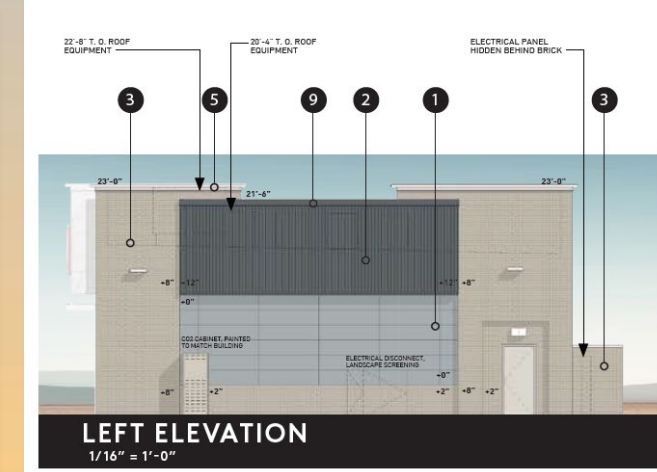 22'-8" T. O. ROOF
EQUIPMENT
20'-4" T. O. ROOF
EQUIPMENT
ELECTRICAL PANEL
HIDDEN BEHIND BRICK
3
5
9
2
1
3
23'-0"
21'-6"
23'-0"
+8" +12"
+12" +8"
+0"
CO2 CABINET, PAINTED
TO MATCH BUILDING
ELECTRICAL DISCONNECT,
LANDSCAPE SCREENING
+0"
+8" +2"
+2" +8" +2"
LEFT ELEVATION
1/16" = 1'-0"